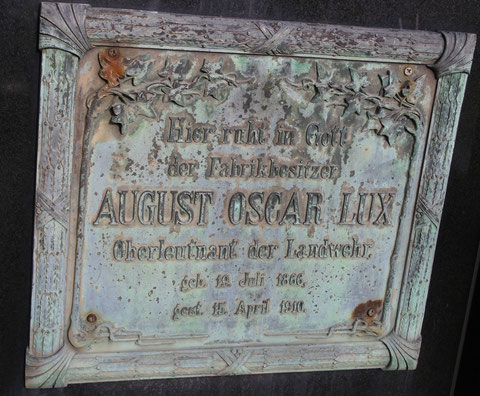 Hier ruht in Gott
der Fabrikbesitzer
AUGUST OSCAR LUX
Oberleutnant der Landwehr,
geb. 19. Juli 1866,
gest. 15. April 1910.